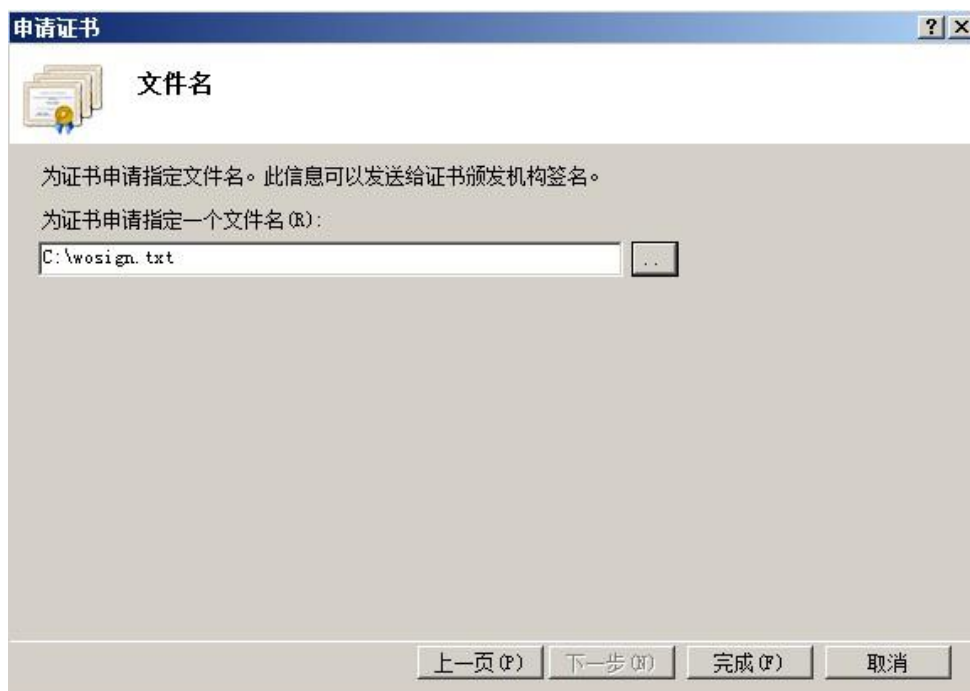 申请证书
文件名
为证书申请指定文件名。此信息可以发送给证书颁发机构签名。
为证书申请指定一个文件名(R):
C:\wosign.txt
..
上一页(P) 下一步(N) 完成(F) 取消